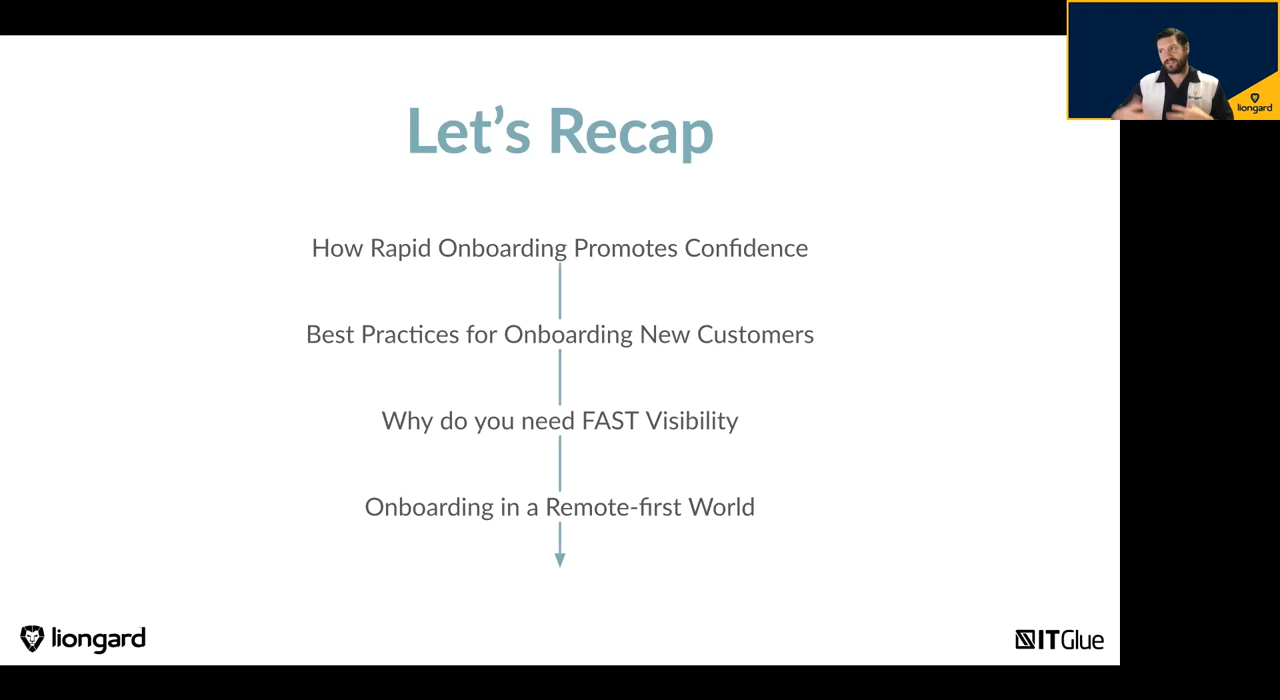 Let's Recap
How Rapid Onboarding Promotes Confidence
Best Practices for Onboarding New Customers
Why do you need FAST Visibility
Onboarding in a Remote-first World
liongard
ITGlue
liongard